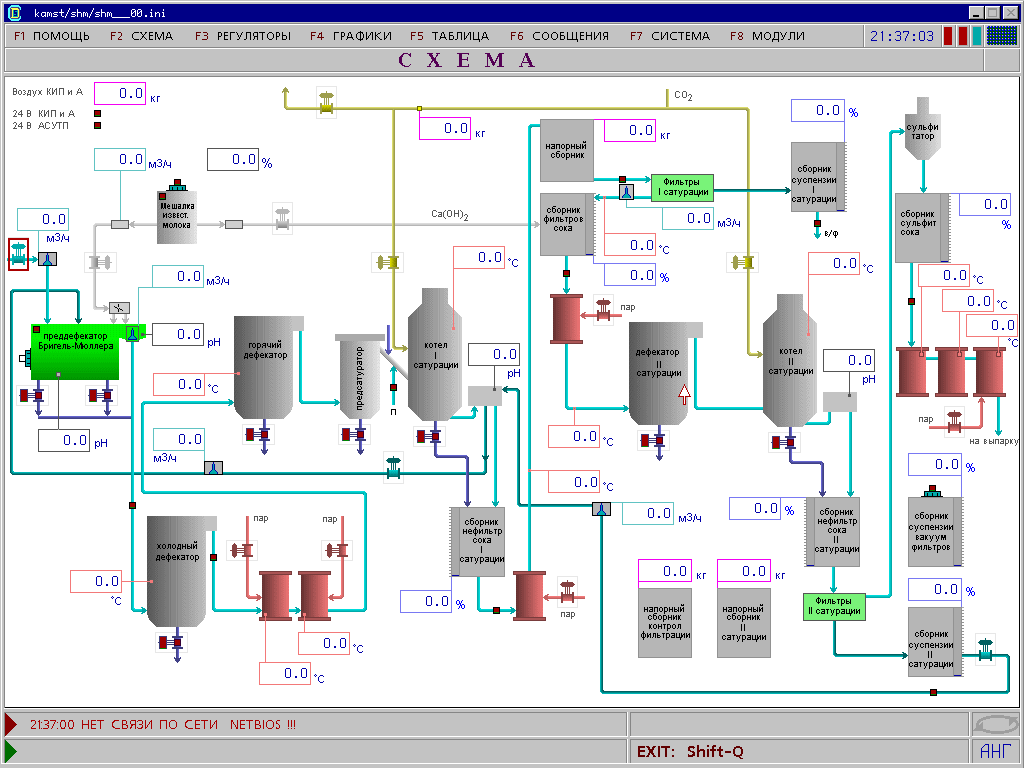 kamst/shm/shm___00.ini
F1 ПОМОЩЬ F2 СХЕМА F3 РЕГУЛЯТОРЫ F4 ГРАФИКИ F5 ТАБЛИЦА F6 СООБЩЕНИЯ F7 СИСТЕМА F8 МОДУЛИ 21:37:03
СХЕМА
Воздух КИП и А 0.0 кг
24 В КИП и А
24 В АСУТП
CO2
0.0 кг
0.0 м3/ч
0.0 %
Мешалка
извест.
молока
Ca(OH)2
0.0
м3/ч
0.0 м3/ч
преддефекатор
Бригель-Мюллера
0.0 pH
0.0 °C
0.0 pH
0.0
м3/ч
горячий
дефекатор
предсатуратор
п
котел
I
сатурации
0.0 °C
0.0
pH
напорный
сборник
0.0 кг
Фильтры
I сатурации
0.0 м3/ч
сборник
фильтров
сока
0.0 °C
0.0 %
0.0 %
сборник
суспензии
I
сатурации
в/ф
пар
дефекатор
II
сатурации
0.0 °C
0.0 °C
0.0 м3/ч
котел
II
сатурации
0.0 °C
0.0
pH
сульфи
татор
сборник
сульфит
сока
0.0
%
0.0 °C
0.0 °C
0.0
°C
пар
на выпарку
0.0 %
сборник
суспензии
вакуум
фильтров
0.0 %
сборник
суспензии
II
сатурации
0.0 %
сборник
нефильтр
сока
II
сатурации
Фильтры
II сатурации
0.0 кг
напорный
сборник
контрол
фильтрации
0.0 кг
напорный
сборник
II
сатурации
сборник
нефильтр
сока
I
сатурации
0.0 %
пар
холодный
дефекатор
0.0
°C
пар
пар
0.0 °C
0.0 °C
21:37:00 НЕТ СВЯЗИ ПО СЕТИ NETBIOS !!!
EXIT: Shift-Q
АНГ